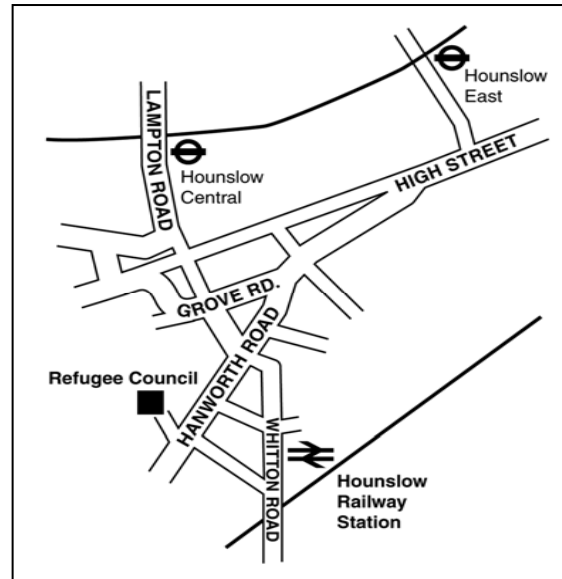 Hounslow
East
LAMPTON ROAD
HIGH STREET
Hounslow
Central
GROVE RD.
HANWORTH ROAD
Refugee Council
WHITTON ROAD
Hounslow
Railway
Station